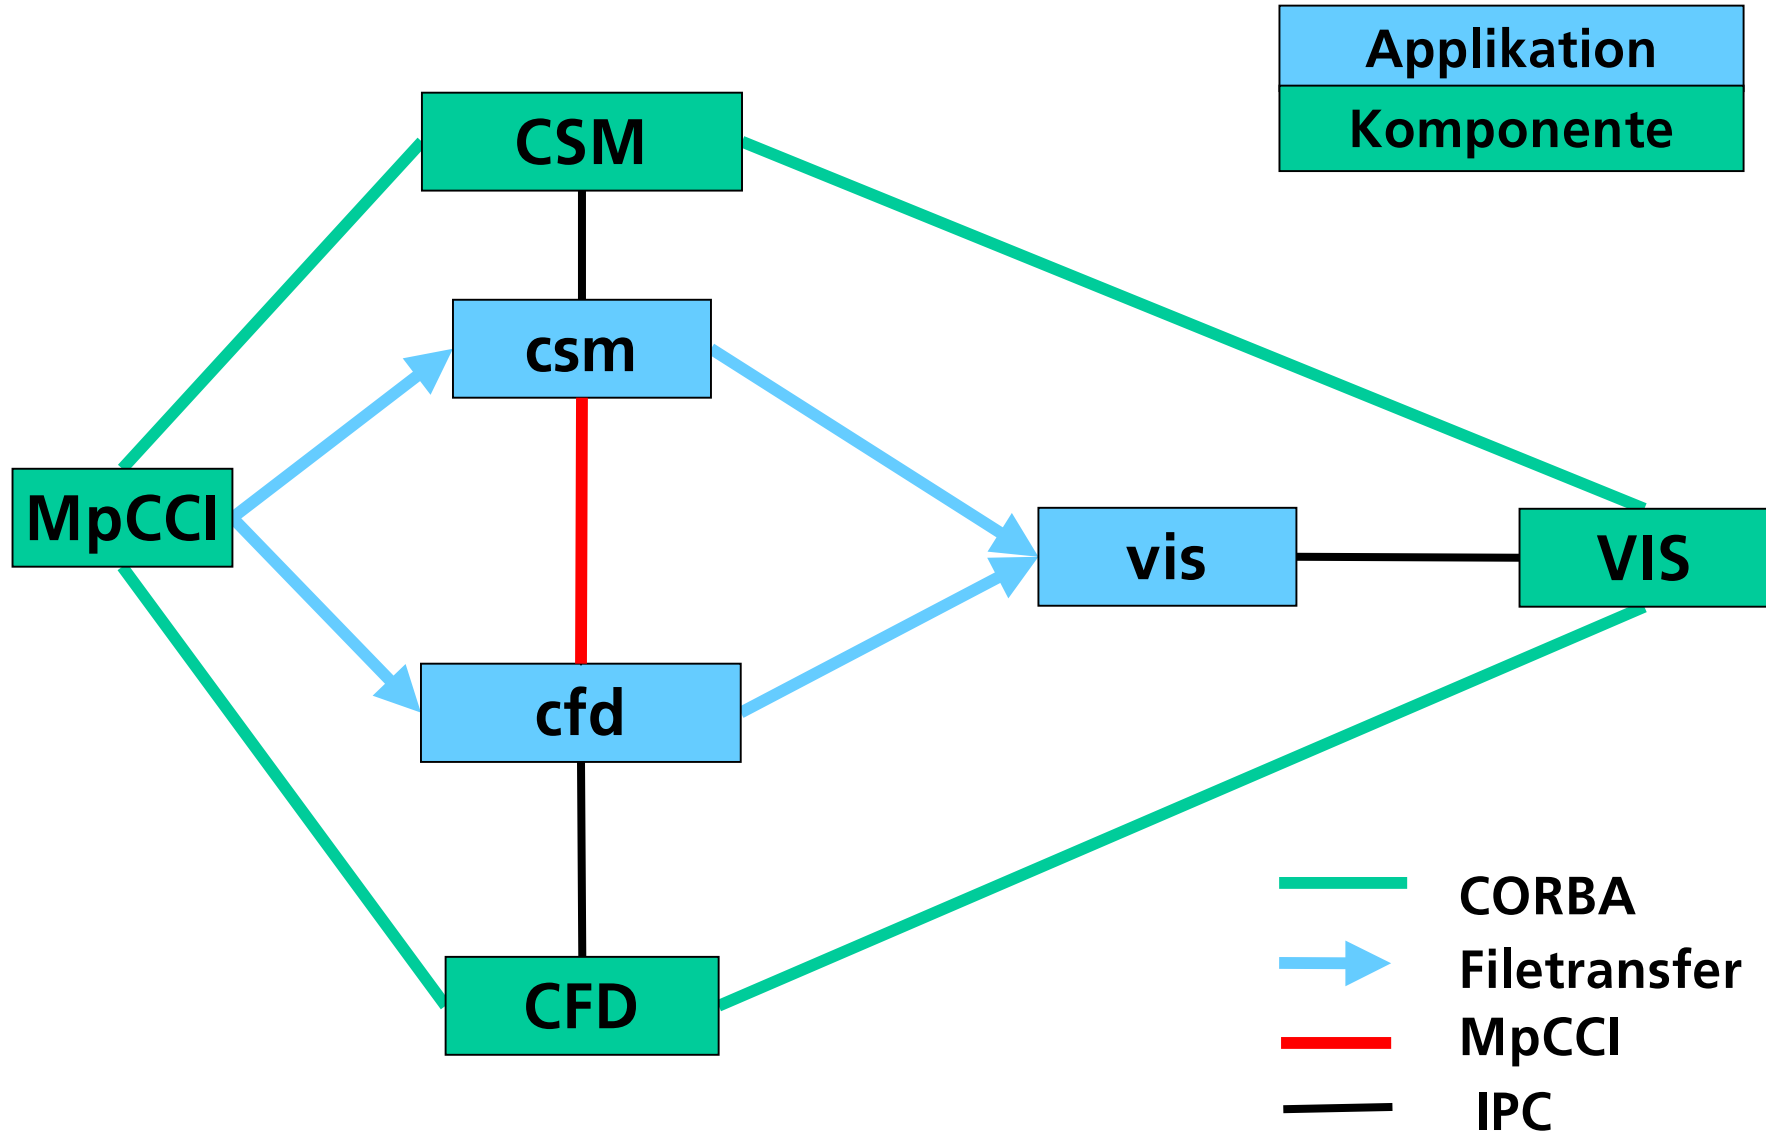 Applikation
Komponente
CSM
csm
MpCCI
vis
VIS
cfd
CFD
CORBA
Filetransfer
MpCCI
IPC